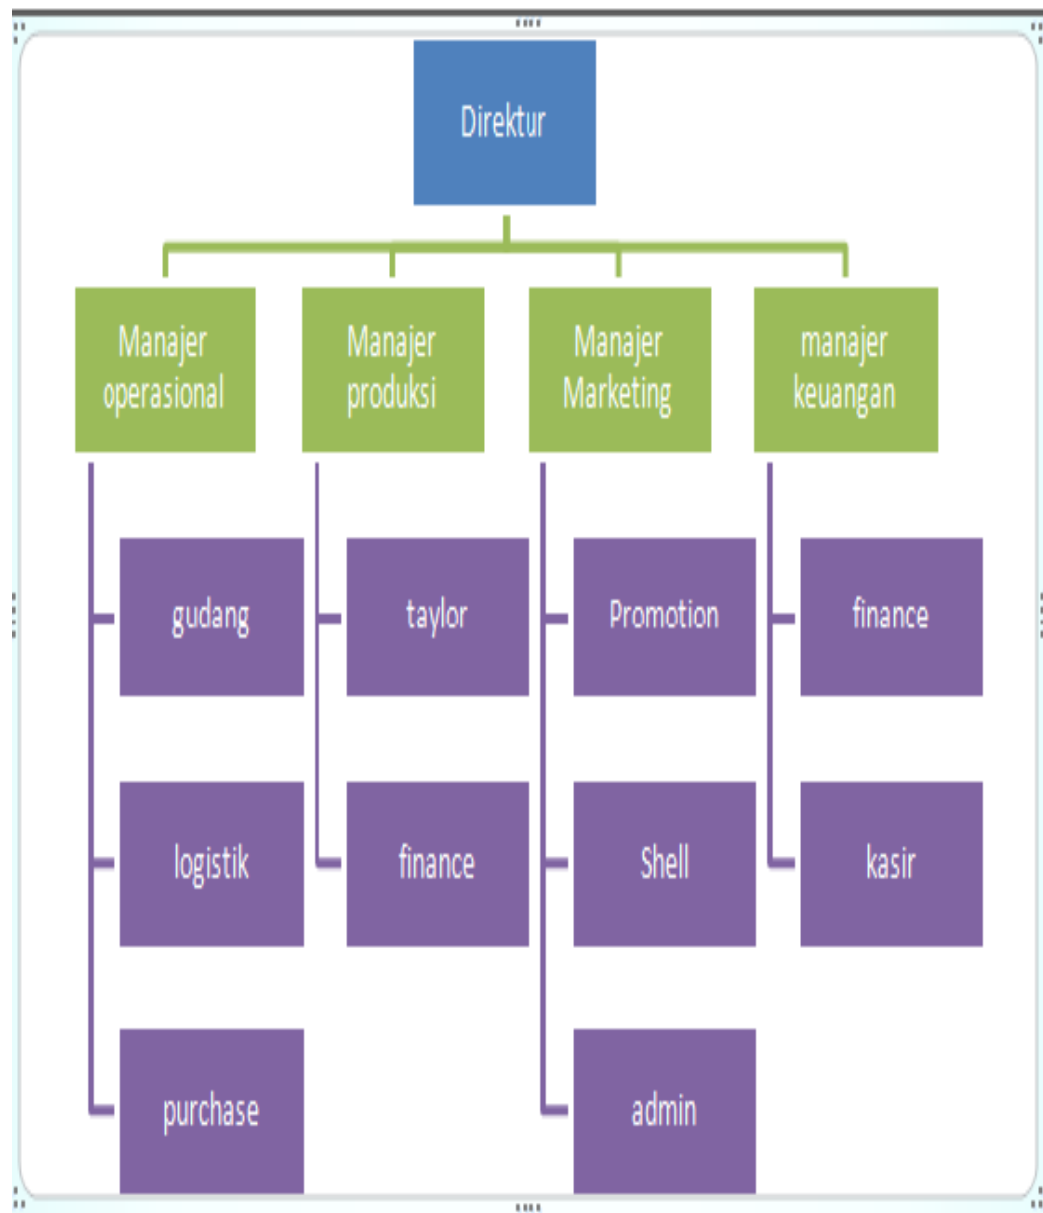 Direktur
Manajer
operasional
Manajer
produksi
Manajer
Marketing
manajer
keuangan
gudang
taylor
Promotion
finance
logistik
finance
Shell
kasir
purchase
admin